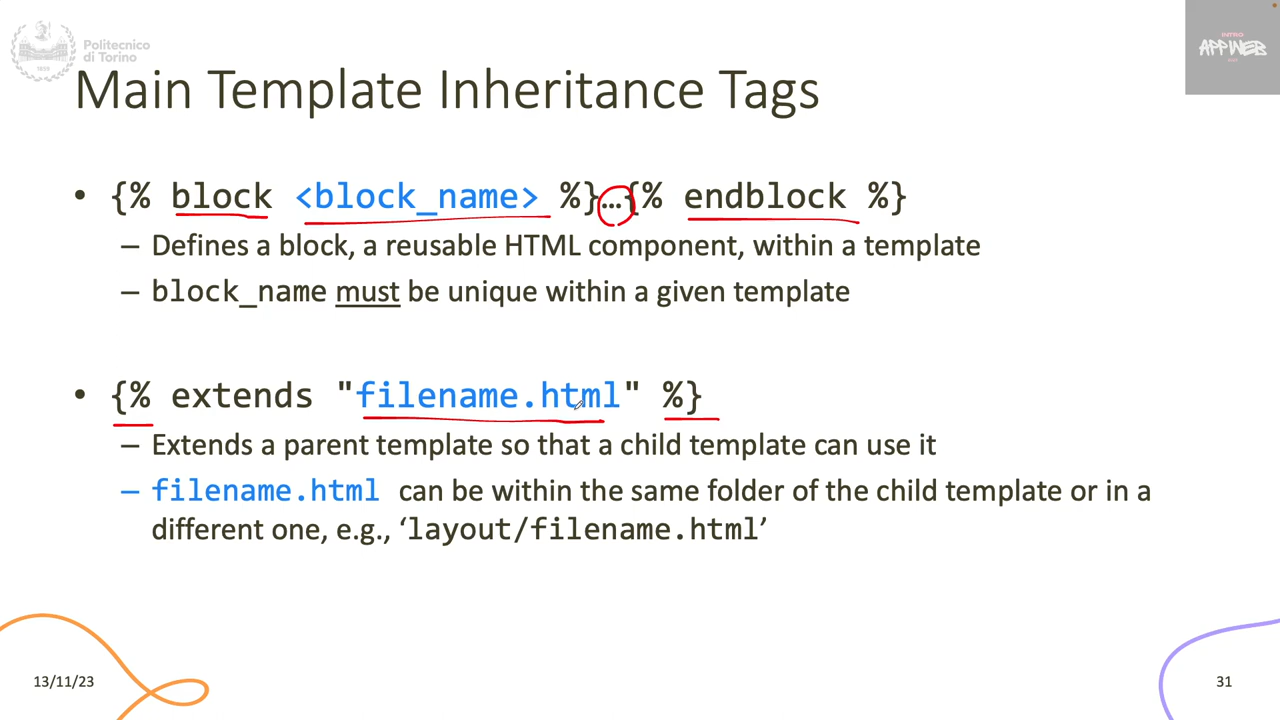 Politecnico
di Torino
1859
INTRO
APPWEB
Main Template Inheritance Tags
• {% block <block_name> %}…{% endblock %}
– Defines a block, a reusable HTML component, within a template
– block_name must be unique within a given template
• {% extends "filename.html" %}
– Extends a parent template so that a child template can use it
– filename.html can be within the same folder of the child template or in a
different one, e.g., ‘layout/filename.html’
13/11/23
31